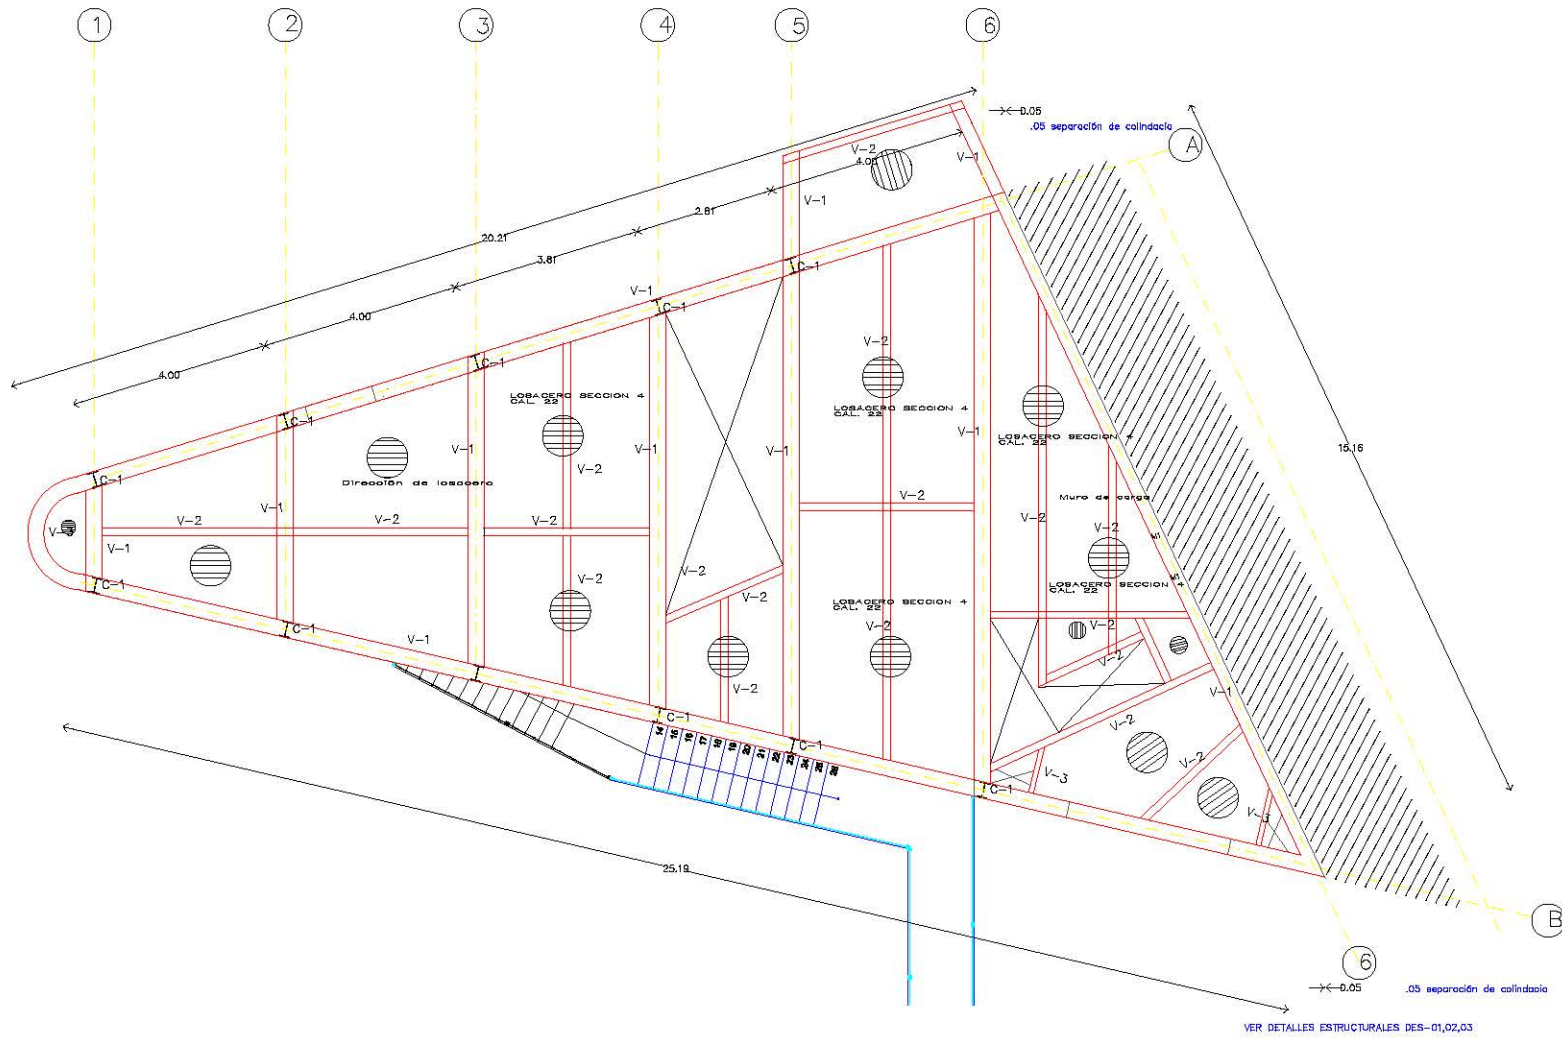 1
2
3
4
5
6
0.05
.05 separación de colindacia
A
V-2
4.00
V-1
V-1
2.81
20.21
3.81
C-1
V-1
C-1
4.00
V-2
C-1
4.00
LOSACERO SECCION 4
CAL. 22
LOSACERO SECCION 4
CAL. 22
C-1
V-1
V-1
V-1
V-1
LOSACERO SECCION 4
CAL. 22
15.16
V-2
C-1
Dirección de losacero
V-1
V-2
Muro de carga
V-2
V-2
V-2
V-2
V-2
V-3
V-1
V-2
V-2
V-2
C-1
LOSACERO SECCION 4
CAL. 22
V-2
LOSACERO SECCION 4
CAL. 22
C-1
V-1
V-2
V-2
V-2
V-2
V-1
C-1
V-2
14
15
16
17
18
19
20
21
22
23
24
25
26
C-1
V-2
V-3
C-1
V-3
25.19
B
6
0.05
.05 separación de colindacia
VER DETALLES ESTRUCTURALES DES-01,02,03